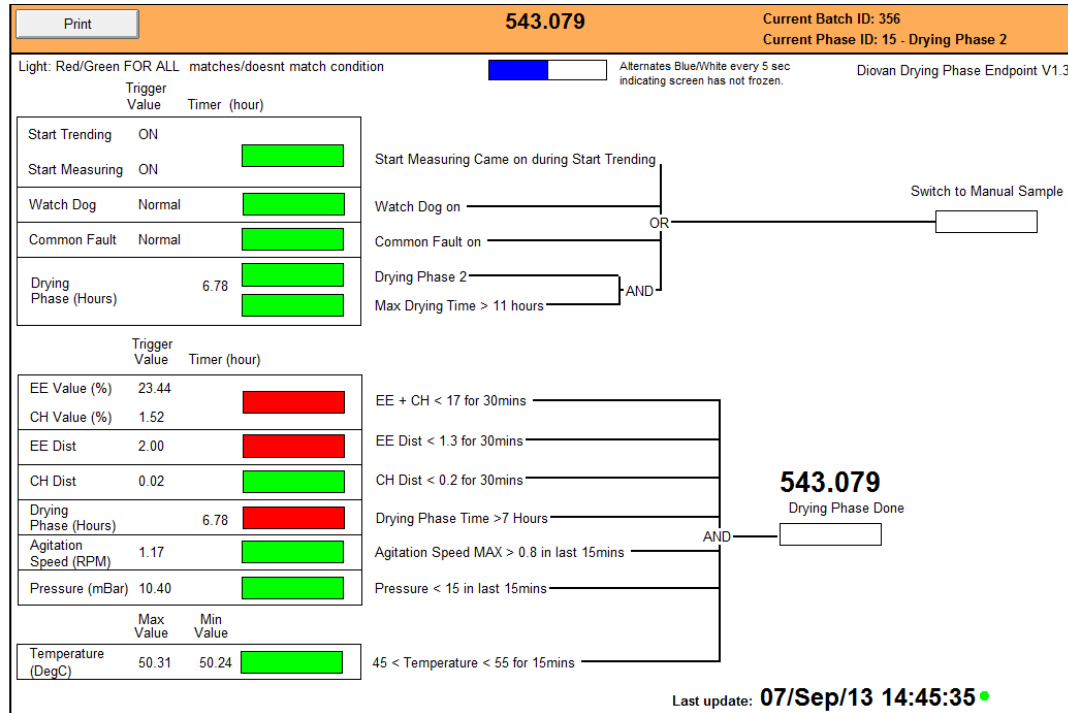 Print
543.079
Current Batch ID: 356
Current Phase ID: 15 - Drying Phase 2
Light: Red/Green FOR ALL matches/doesnt match condition
Alternates Blue/White every 5 sec
indicating screen has not frozen.
Diovan Drying Phase Endpoint V1.3
Trigger
Value Timer (hour)
Start Trending ON
Start Measuring ON
Start Measuring Came on during Start Trending
Watch Dog Normal
Watch Dog on
Common Fault Normal
Common Fault on
Drying
Phase (Hours) 6.78
Drying Phase 2
Max Drying Time > 11 hours
AND
OR
Switch to Manual Sample
Trigger
Value Timer (hour)
EE Value (%) 23.44
CH Value (%) 1.52
EE + CH < 17 for 30mins
EE Dist 2.00
EE Dist < 1.3 for 30mins
CH Dist 0.02
CH Dist < 0.2 for 30mins
Drying
Phase (Hours) 6.78
Drying Phase Time >7 Hours
Agitation
Speed (RPM) 1.17
Agitation Speed MAX > 0.8 in last 15mins
Pressure (mBar) 10.40
Pressure < 15 in last 15mins
Max
Value
Min
Value
Temperature
(DegC) 50.31 50.24
45 < Temperature < 55 for 15mins
AND
543.079
Drying Phase Done
Last update: 07/Sep/13 14:45:35